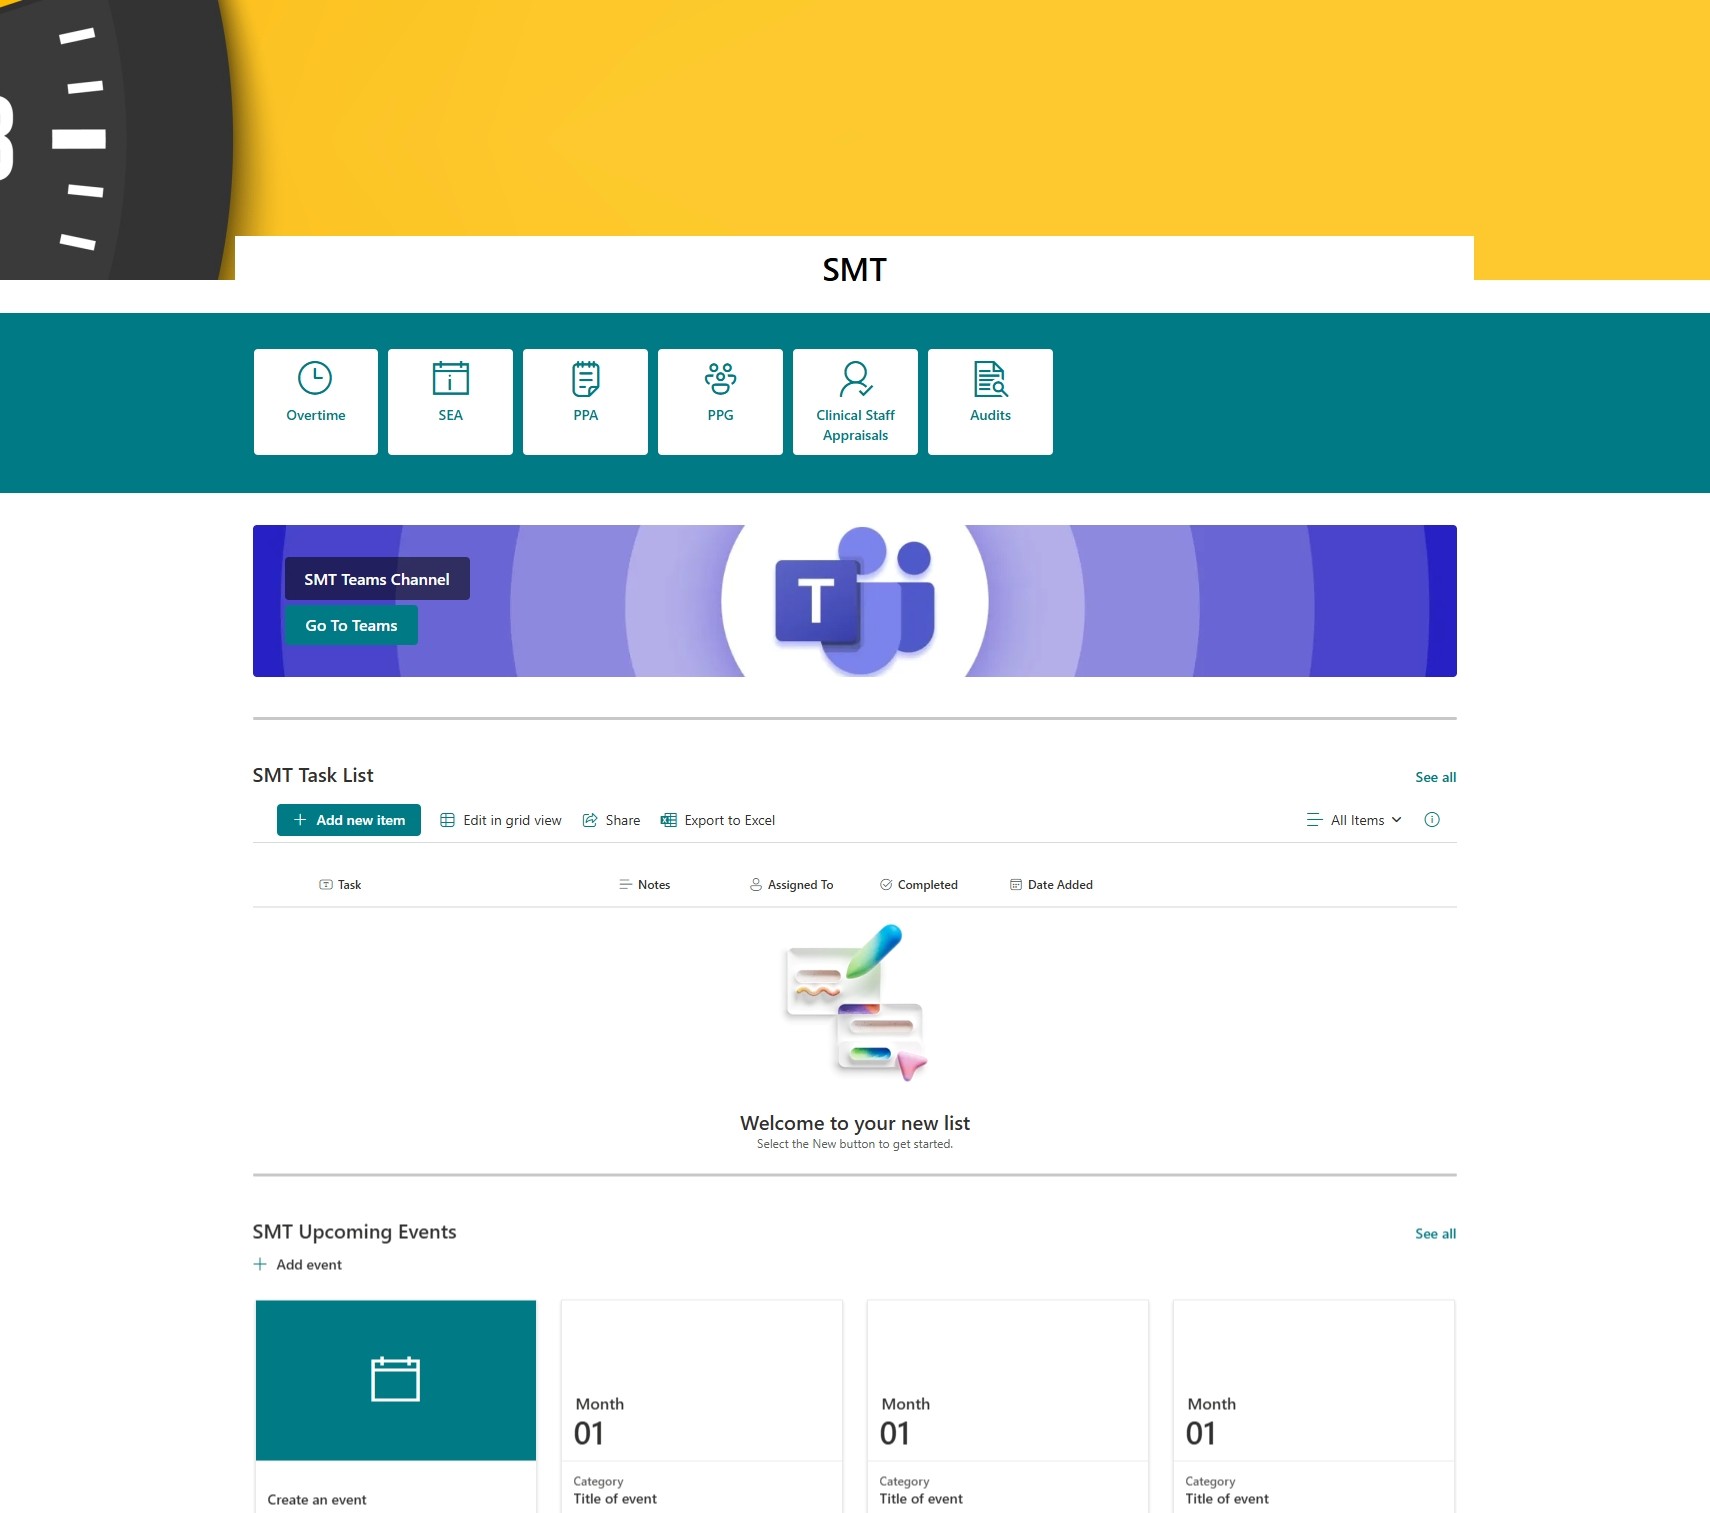 SMT
Overtime
SEA
PPA
PPG
Clinical Staff
Appraisals
Audits
SMT Teams Channel
Go To Teams
T
SMT Task List
See all
Add new item
Edit in grid view
Share
Export to Excel
All Items
Task
Notes
Assigned To
Completed
Date Added
Welcome to your new list
Select the New button to get started.
SMT Upcoming Events
See all
Add event
Create an event
Month
01
Category
Title of event
Month
01
Category
Title of event
Month
01
Category
Title of event